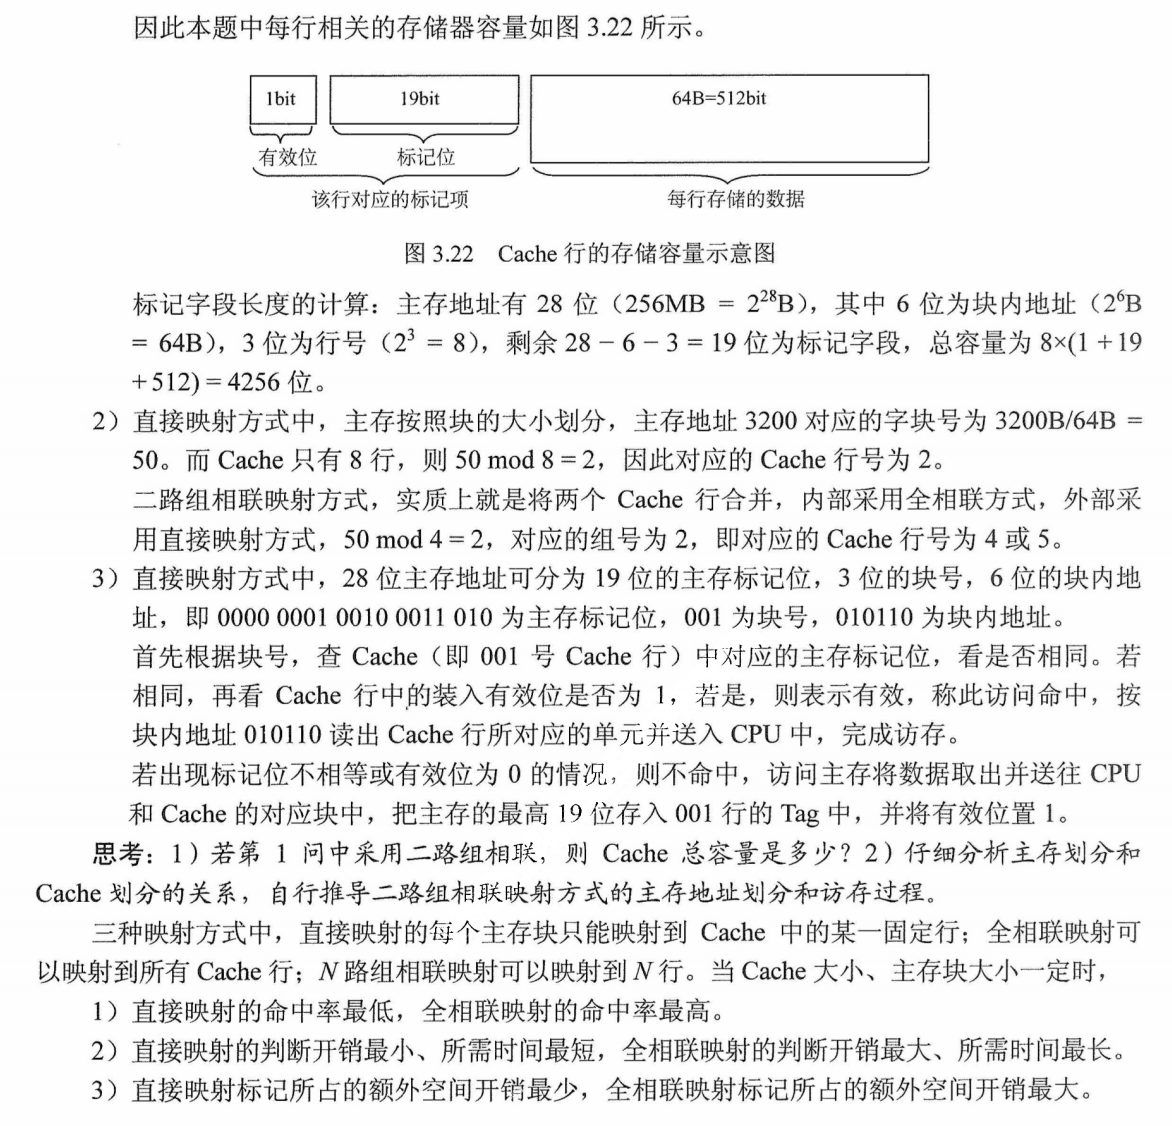 因此本题中每行相关的存储器容量如图 3.22 所示。
1bit 19bit 64B=512bit
有效位 标记位
该行对应的标记项 每行存储的数据
图 3.22 Cache 行的存储容量示意图
标记字段长度的计算：主存地址有 28 位（256MB = 2²⁸B），其中 6 位为块内地址（2⁶B
= 64B），3 位为行号（2³ = 8），剩余 28 − 6 − 3 = 19 位为标记字段，总容量为 8×(1 + 19
+ 512) = 4256 位。
2）直接映射方式中，主存按照块的大小划分，主存地址 3200 对应的字块号为 3200B/64B =
50。而 Cache 只有 8 行，则 50 mod 8 = 2，因此对应的 Cache 行号为 2。
二路组相联映射方式，实质上就是将两个 Cache 行合并，内部采用全相联方式，外部采
用直接映射方式，50 mod 4 = 2，对应的组号为 2，即对应的 Cache 行号为 4 或 5。
3）直接映射方式中，28 位主存地址可分为 19 位的主存标记位，3 位的块号，6 位的块内地
址，即 0000 0001 0010 0011 010 为主存标记位，001 为块号，010110 为块内地址。
首先根据块号，查 Cache（即 001 号 Cache 行）中对应的主存标记位，看是否相同。若
相同，再看 Cache 行中的装入有效位是否为 1，若是，则表示有效，称此访问命中，按
块内地址 010110 读出 Cache 行所对应的单元并送入 CPU 中，完成访存。
若出现标记位不相等或有效位为 0 的情况，则不命中，访问主存将数据取出并送往 CPU
和 Cache 的对应块中，把主存的最高 19 位存入 001 行的 Tag 中，并将有效位置 1。
思考：1）若第 1 问中采用二路组相联，则 Cache 总容量是多少？2）仔细分析主存划分和
Cache 划分的关系，自行推导二路组相联映射方式的主存地址划分和访存过程。
三种映射方式中，直接映射的每个主存块只能映射到 Cache 中的某一固定行；全相联映射可
以映射到所有 Cache 行；N 路组相联映射可以映射到 N 行。当 Cache 大小、主存块大小一定时，
1）直接映射的命中率最低，全相联映射的命中率最高。
2）直接映射的判断开销最小、所需时间最短，全相联映射的判断开销最大、所需时间最长。
3）直接映射标记所占的额外空间开销最少，全相联映射标记所占的额外空间开销最大。